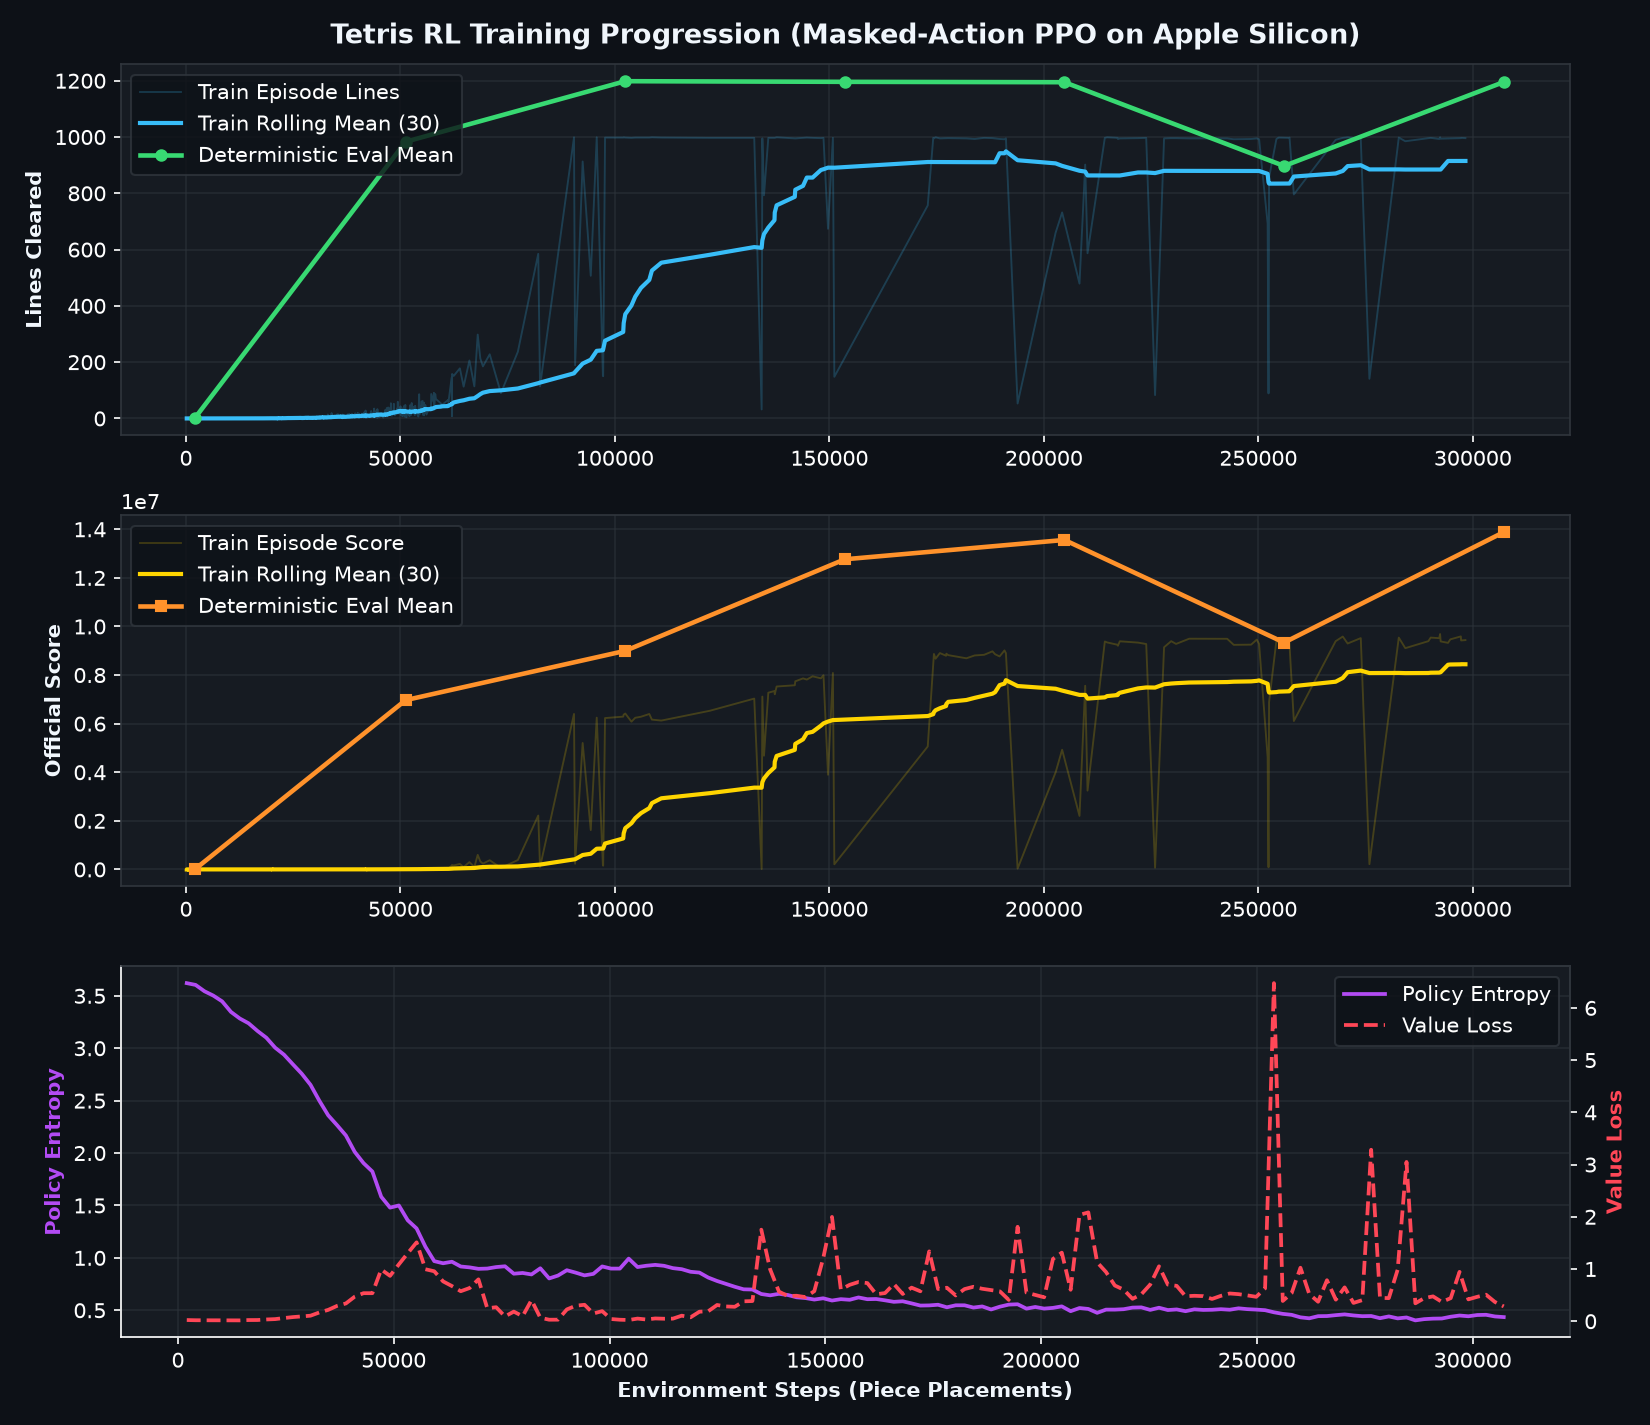 Tetris RL Training Progression (Masked-Action PPO on Apple Silicon)
Lines Cleared
1200
1000
800
600
400
200
0
Train Episode Lines
Train Rolling Mean (30)
Deterministic Eval Mean
0 50000 100000 150000 200000 250000 300000
1e7
Official Score
1.4
1.2
1.0
0.8
0.6
0.4
0.2
0.0
Train Episode Score
Train Rolling Mean (30)
Deterministic Eval Mean
0 50000 100000 150000 200000 250000 300000
Policy Entropy
3.5
3.0
2.5
2.0
1.5
1.0
0.5
Policy Entropy
Value Loss
6
5
4
3
2
1
0
Value Loss
0 50000 100000 150000 200000 250000 300000
Environment Steps (Piece Placements)